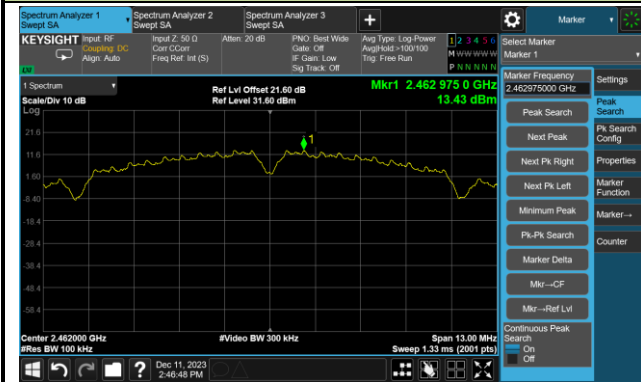 Spectrum Analyzer 1
Swept SA
Spectrum Analyzer 2
Swept SA
Spectrum Analyzer 3
Swept SA
+
Marker
KEYSIGHT
Input: RF
Coupling: DC
Align: Auto
Input Z: 50 Ω
Corr CCorr
Freq Ref: Int (S)
Atten: 20 dB
PNO: Best Wide
Gate: Off
IF Gain: Low
Sig Track: Off
Avg Type: Log-Power
Avg|Hold:>100/100
Trig: Free Run
1 2 3 4 5 6
M W W W W W
P N N N N N
Select Marker
Marker 1
LW
1 Spectrum
Scale/Div 10 dB
Log
Ref Lvl Offset 21.60 dB
Ref Level 31.60 dBm
Mkr1 2.462 975 0 GHz
13.43 dBm
21.6
11.6
1.60
-8.40
-18.4
-28.4
-38.4
-48.4
-58.4
1
Center 2.462000 GHz
#Res BW 100 kHz
#Video BW 300 kHz
Span 13.00 MHz
Sweep 1.33 ms (2001 pts)
Marker Frequency
2.462975000 GHz
Peak Search
Next Peak
Next Pk Right
Next Pk Left
Minimum Peak
Pk-Pk Search
Marker Delta
Mkr→CF
Mkr→Ref Lvl
Continuous Peak
Search
On
Off
Settings
Peak
Search
Pk Search
Config
Properties
Marker
Function
Marker→
Counter
?
Dec 11, 2023
2:46:48 PM